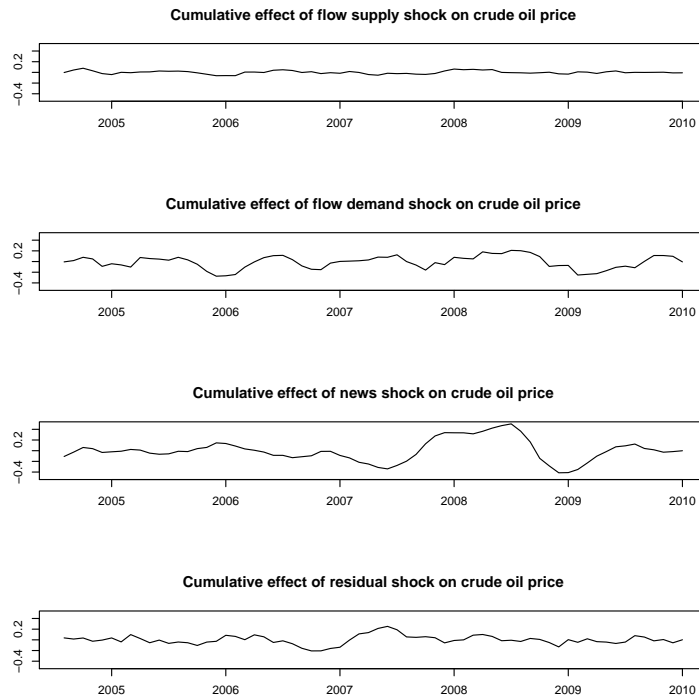 Cumulative effect of flow supply shock on crude oil price
0.2
−0.4
2005 2006 2007 2008 2009 2010
Cumulative effect of flow demand shock on crude oil price
0.2
−0.4
2005 2006 2007 2008 2009 2010
Cumulative effect of news shock on crude oil price
0.2
−0.4
2005 2006 2007 2008 2009 2010
Cumulative effect of residual shock on crude oil price
0.2
−0.4
2005 2006 2007 2008 2009 2010